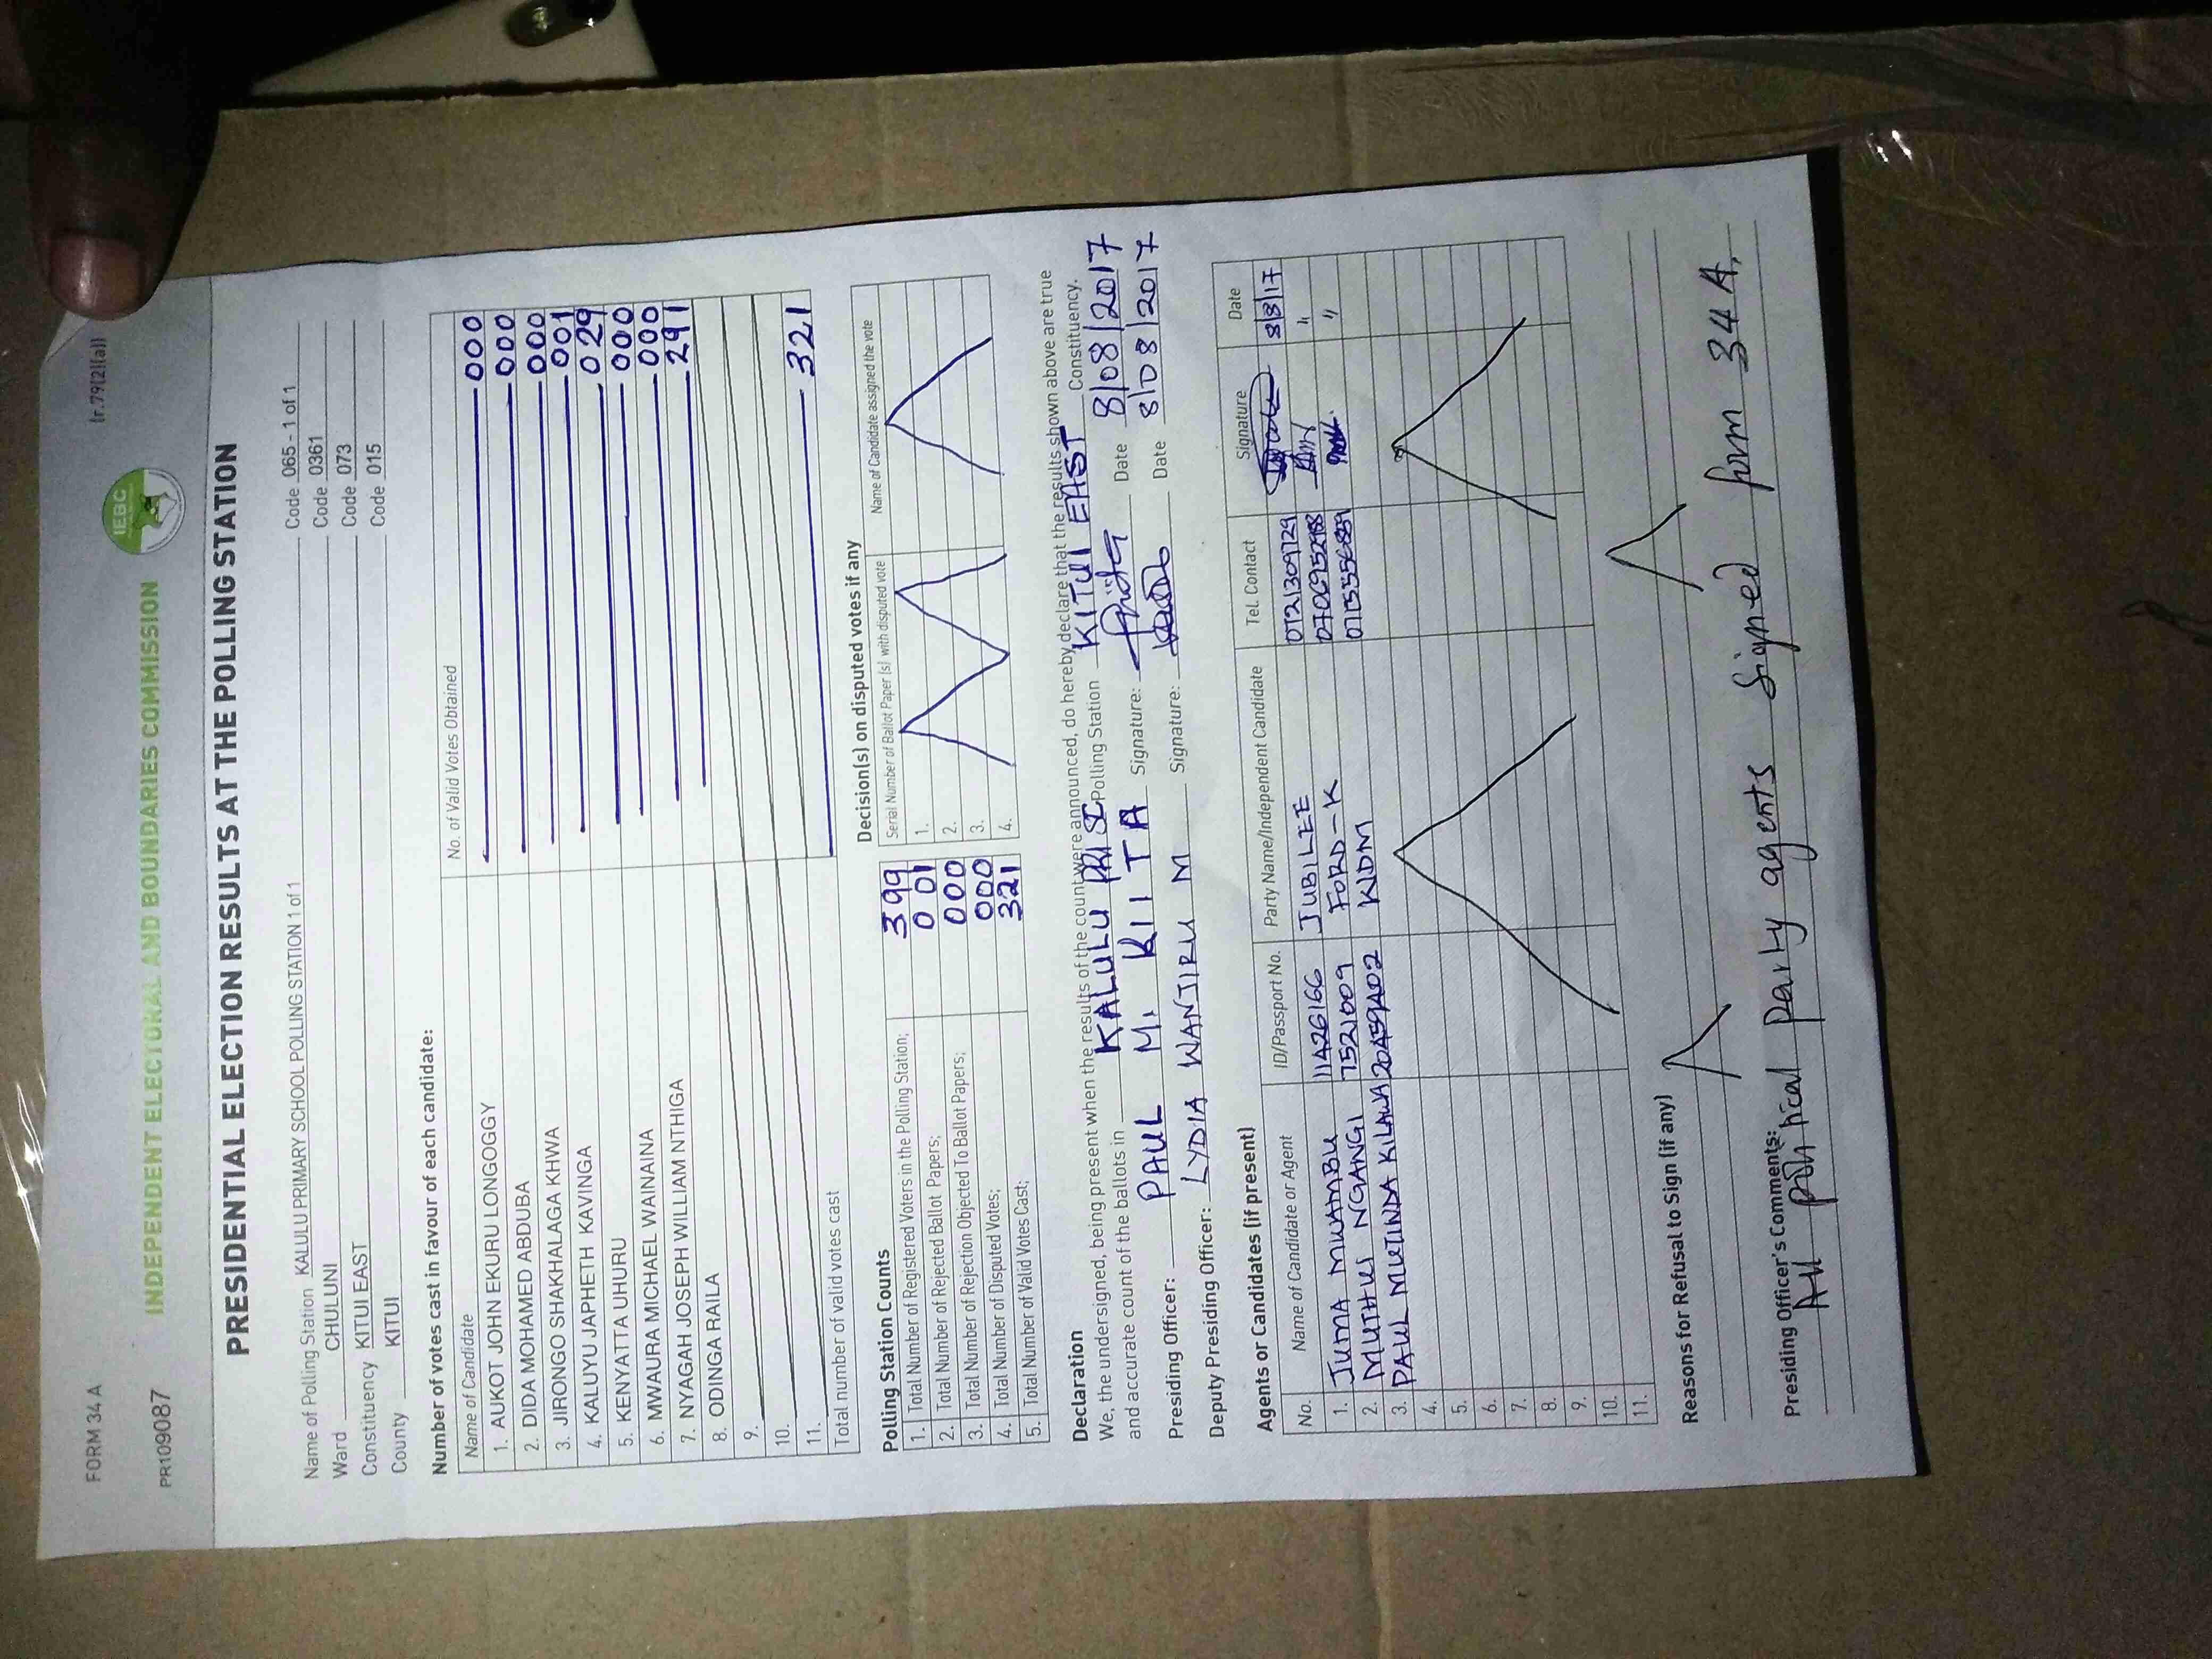 FORM 34 A
(r.79(2)(a))
PR1109087
INDEPENDENT ELECTORAL AND BOUNDARIES COMMISSION
IEBC
PRESIDENTIAL ELECTION RESULTS AT THE POLLING STATION
Name of Polling Station KALULU PRIMARY SCHOOL POLLING STATION 1 of 1 Code 065 - 1 of 1
Ward CHULUNI Code 0361
Constituency KITUI EAST Code 073
County KITUI Code 015
Number of votes cast in favour of each candidate:
Name of Candidate No. of Valid Votes Obtained
1. AUKOT JOHN EKURU LONGOGGY 000
2. DIDA MOHAMED ABDUBA 000
3. JIRONGO SHAKHALAGA KHWA 000
4. KALUYU JAPHETH KAVINGA 001
5. KENYATTA UHURU 029
6. MWAURA MICHAEL WAINAINA 000
7. NYAGAH JOSEPH WILLIAM NTHIGA 000
8. ODINGA RAILA 291
9.
10.
11.
Total number of valid votes cast 321
Polling Station Counts
1. Total Number of Registered Voters in the Polling Station; 399
2. Total Number of Rejected Ballot Papers; 001
3. Total Number of Rejection Objected To Ballot Papers; 000
4. Total Number of Disputed Votes; 000
5. Total Number of Valid Votes Cast; 321
Decision(s) on disputed votes if any
Serial Number of Ballot Paper (s) with disputed vote Name of Candidate assigned the vote
1.
2.
3.
4.
Declaration
We, the undersigned, being present when the results of the count were announced, do hereby declare that the results shown above are true
and accurate count of the ballots in KALULU PRI SC Polling Station KITUI EAST Constituency.
Presiding Officer: PAUL M. KIITA Signature: Date 8/08/2017
Deputy Presiding Officer: LYDIA WANJIRU M Signature: Date 8/08/2017
Agents or Candidates (if present)
No. Name of Candidate or Agent ID/Passport No. Party Name/Independent Candidate Tel. Contact Signature Date
1. JUMA MWAMBU 11426166 JUBILEE 0721309729 8/8/17
2. MUTHUI NGANGI 7521009 FORD-K "
3. PAUL MUTINDA KILAWA WDM "
4.
5.
6.
7.
8.
9.
10.
11.
Reasons for Refusal to Sign (if any)
Presiding Officer's Comments:
All political party agents signed form 34A.